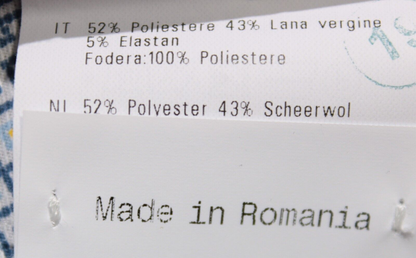 IT 52% Poliestere 43% Lana vergine
5% Elastan
Fodera:100% Poliestere
NL 52% Polyester 43% Scheerwol
Made in Romania